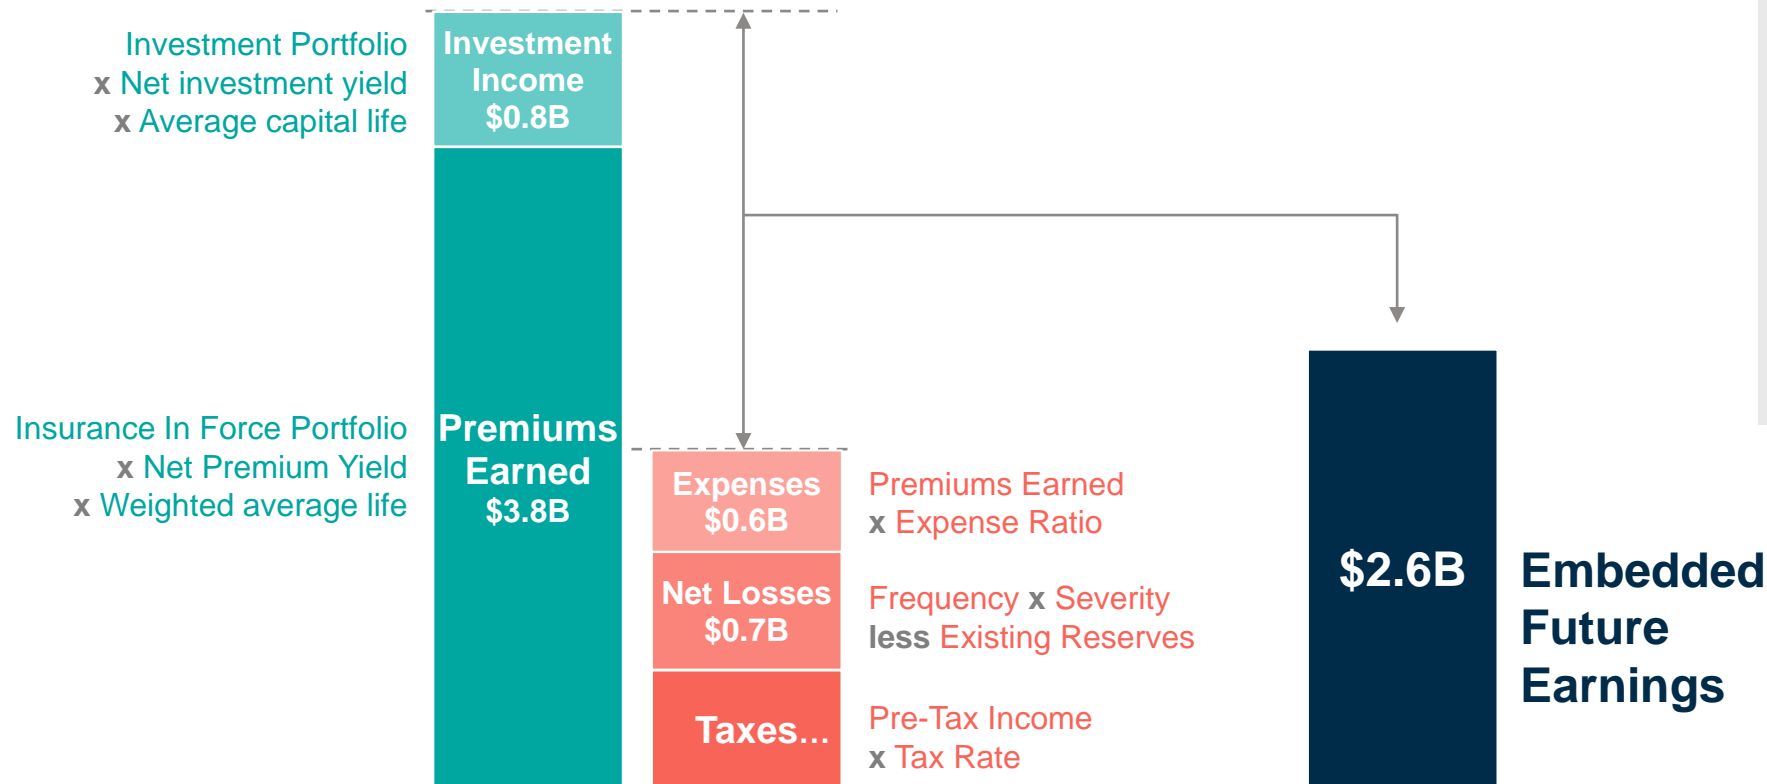 Investment Portfolio
x Net investment yield
x Average capital life
Investment
Income
$0.8B
Insurance In Force Portfolio
x Net Premium Yield
x Weighted average life
Premiums
Earned
$3.8B
Expenses
$0.6B
Premiums Earned
x Expense Ratio
Net Losses
$0.7B
Frequency x Severity
less Existing Reserves
Taxes…
Pre-Tax Income
x Tax Rate
$2.6B
Embedded
Future
Earnings